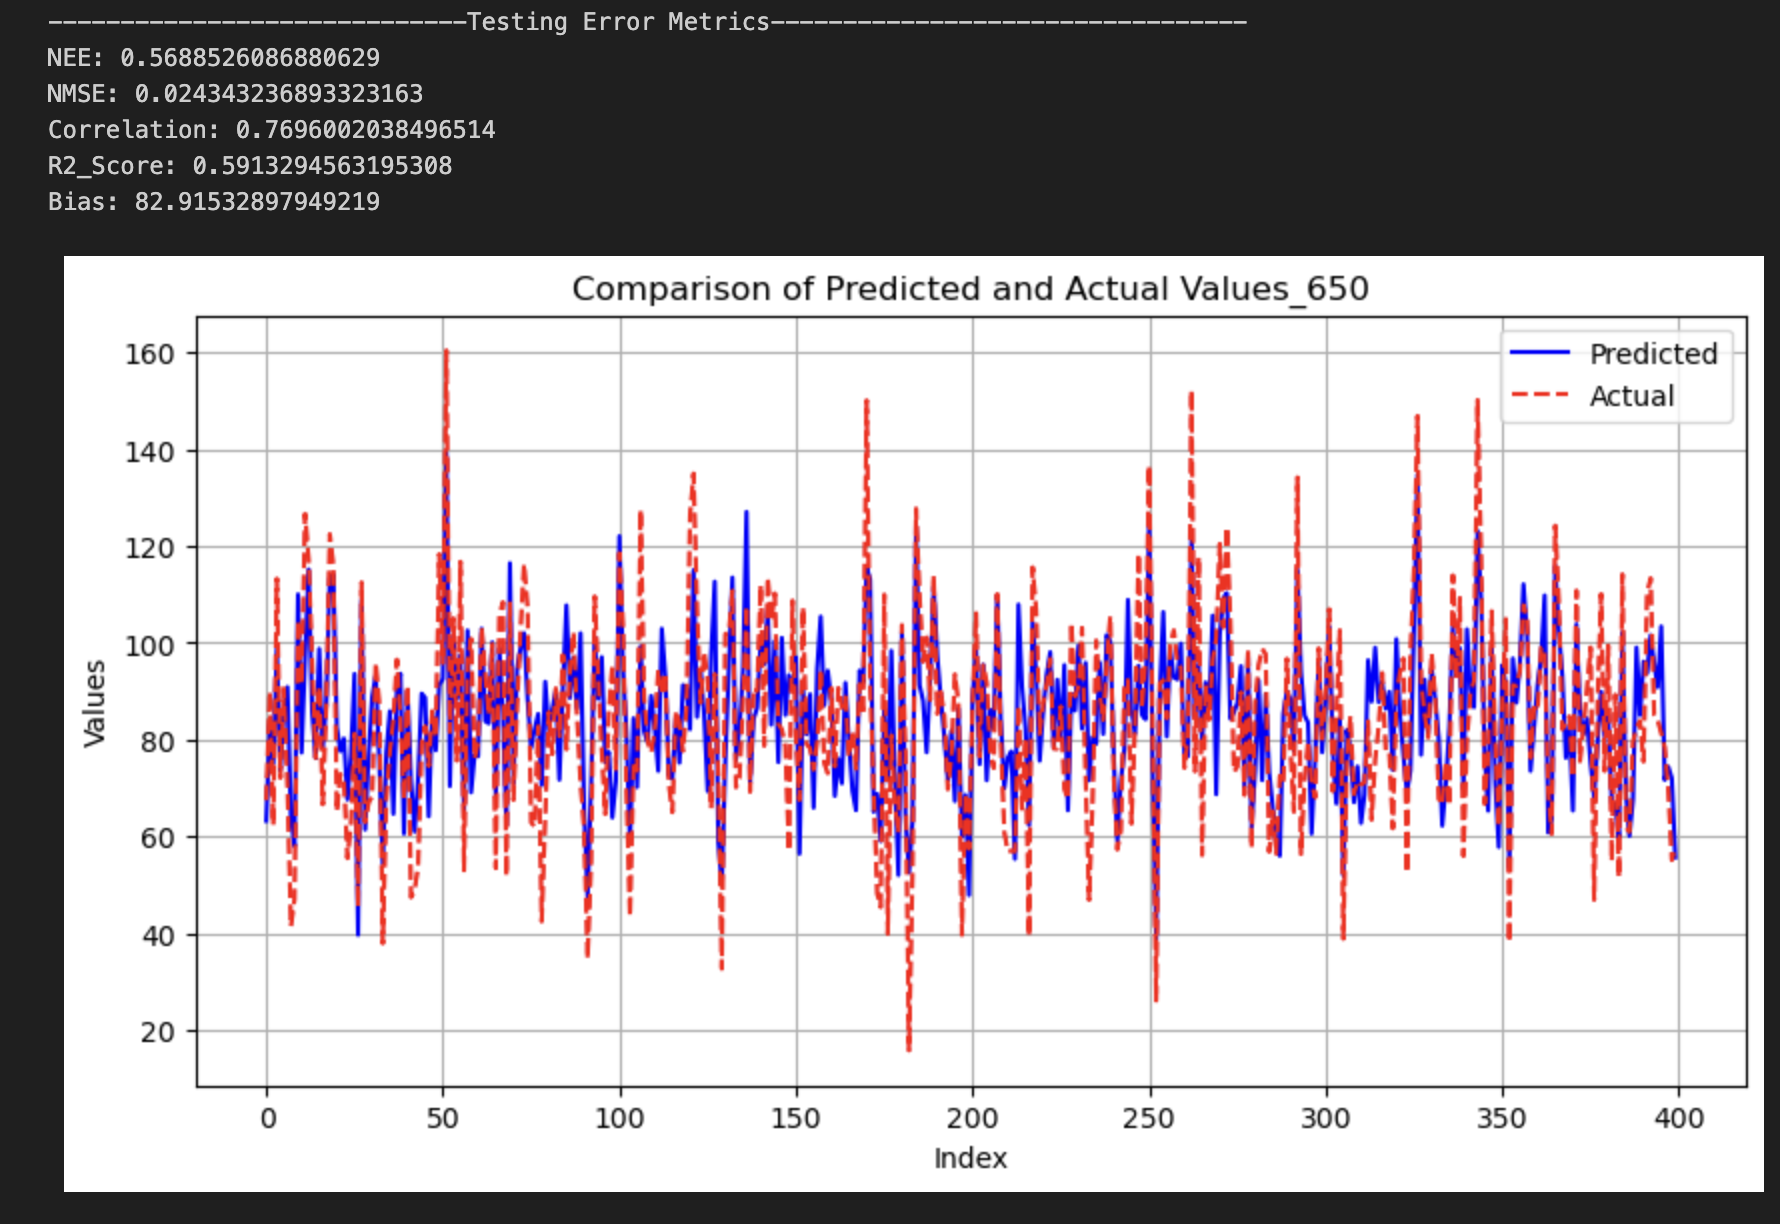 -----------------------------Testing Error Metrics---------------------------------
NEE: 0.5688526086880629
NMSE: 0.024343236893323163
Correlation: 0.7696002038496514
R2_Score: 0.5913294563195308
Bias: 82.91532897949219
Comparison of Predicted and Actual Values_650
Predicted
Actual
160
140
120
100
80
60
40
20
Values
0 50 100 150 200 250 300 350 400
Index